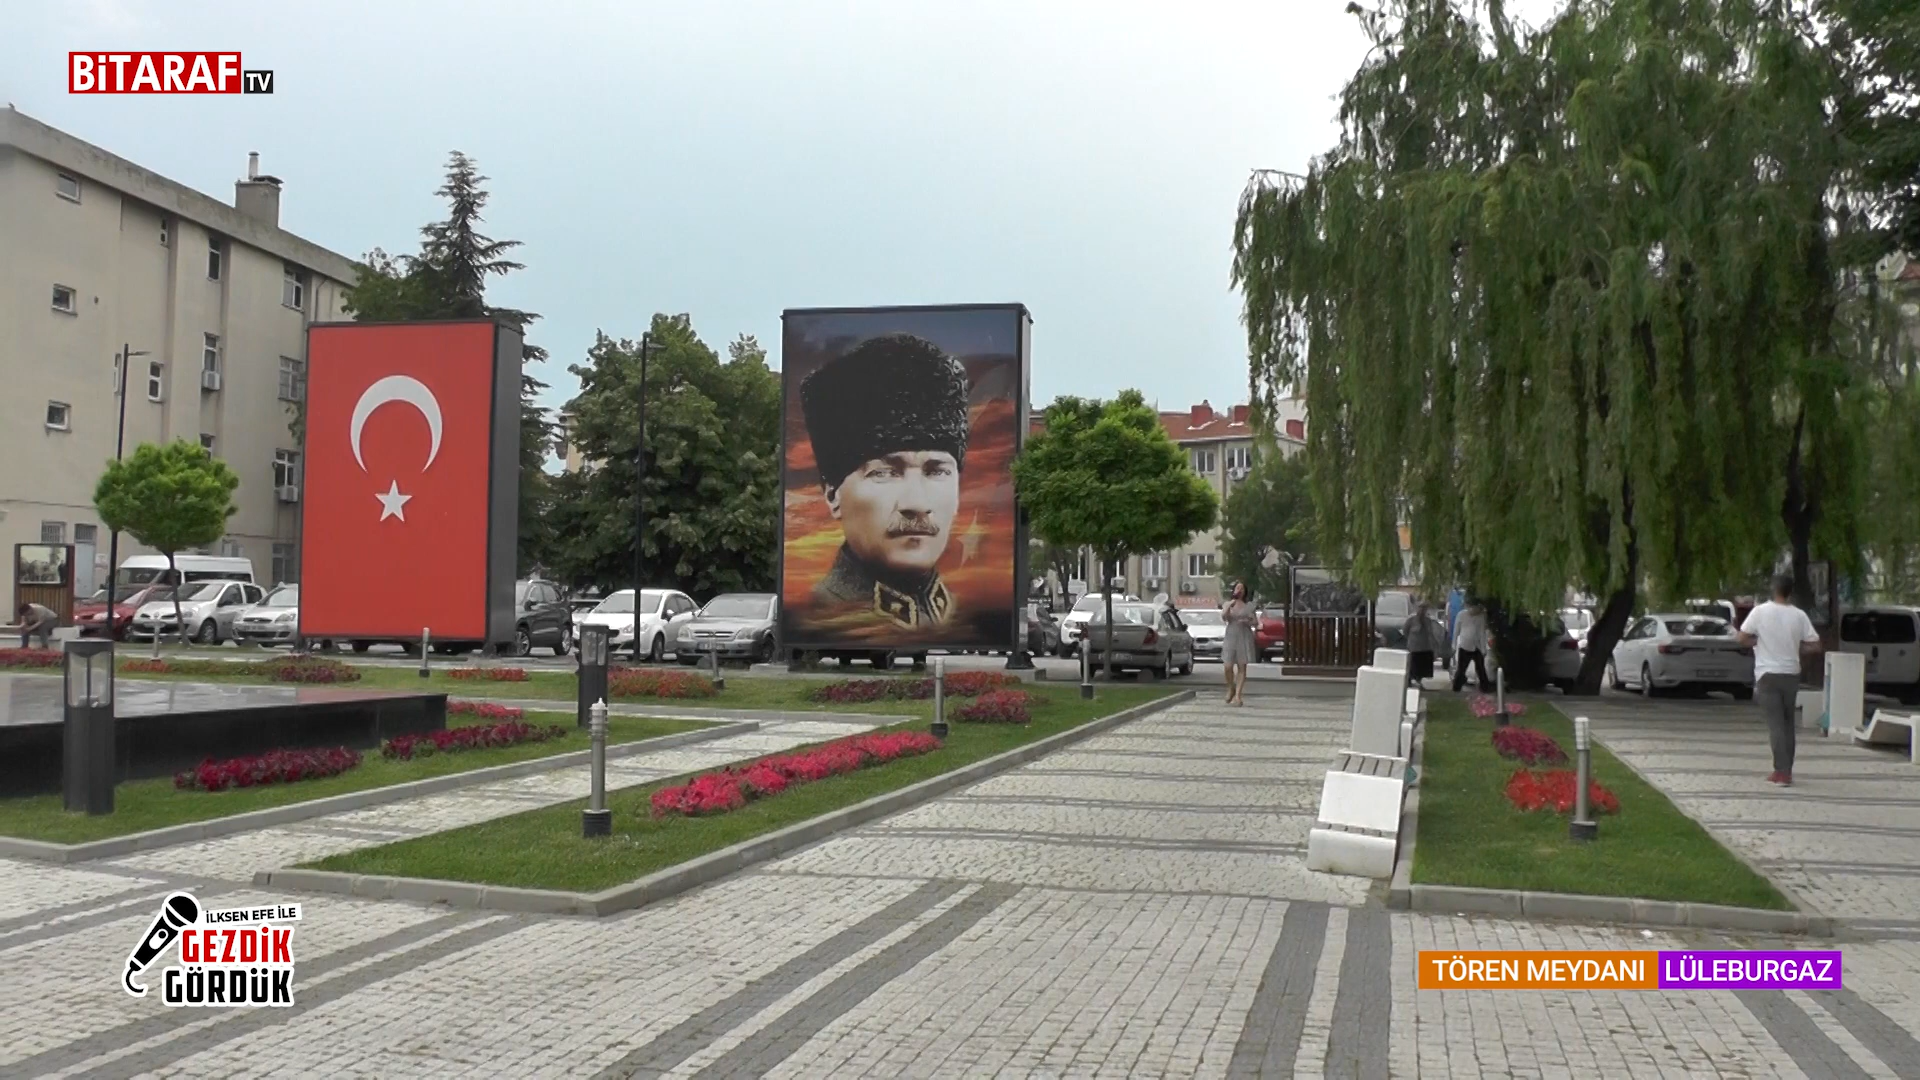 BiTARAF TV
İLKSEN EFE İLE
GEZDİK
GÖRDÜK
TÖREN MEYDANI LÜLEBURGAZ